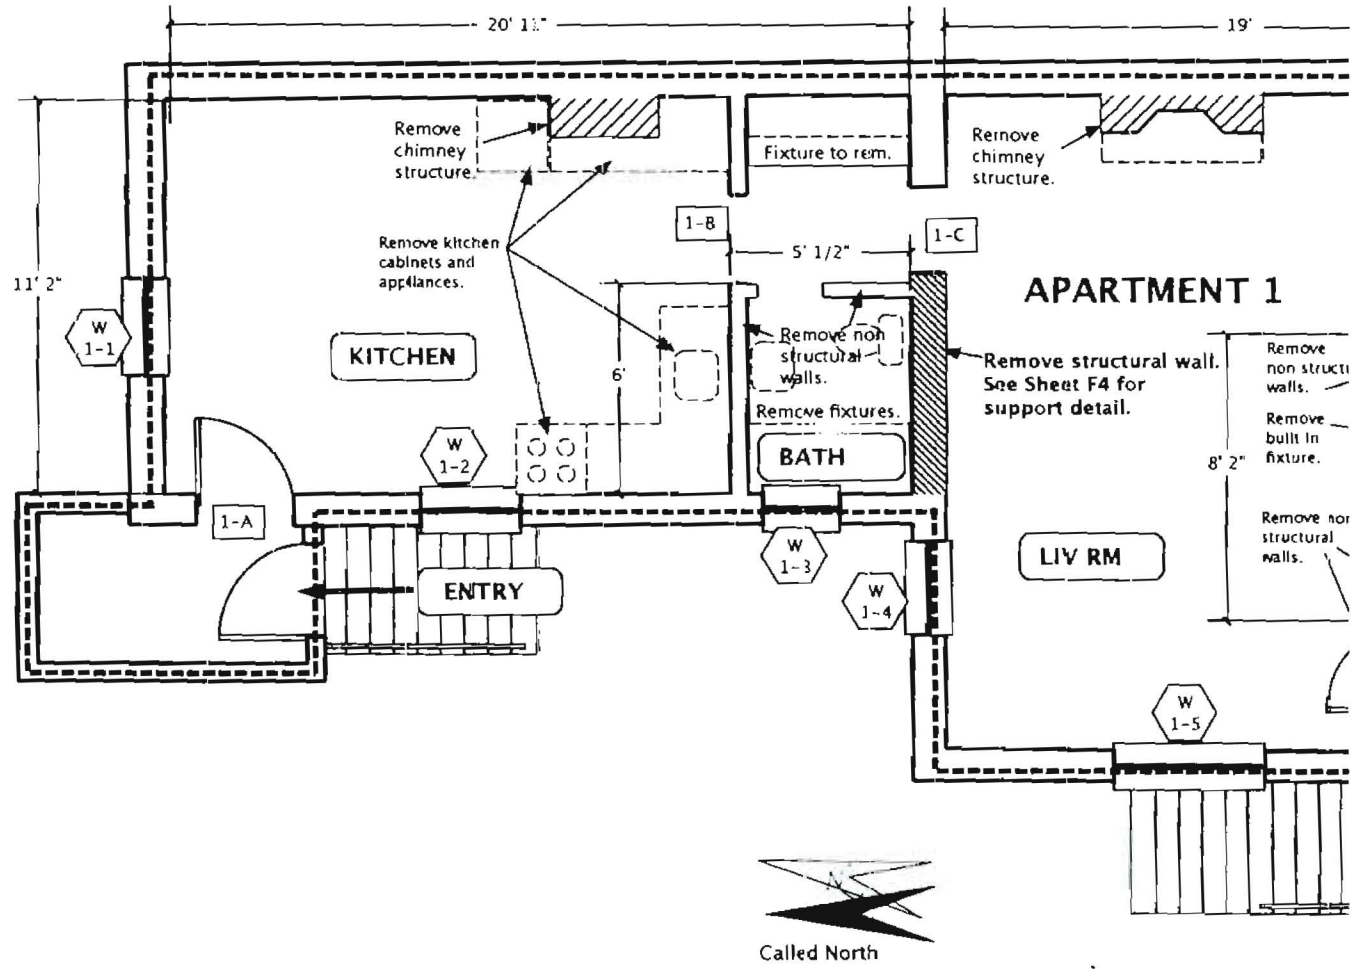 20' 11"
19'
Remove
chimney
structure.
Fixture to rem.
Remove
chimney
structure.
1-B
1-C
Remove kitchen
cabinets and
appliances.
5' 1/2"
11' 2"
APARTMENT 1
W
1-1
KITCHEN
6'
Remove non
structural
walls.
Remove structural wall.
See Sheet F4 for
support detail.
Remove
non structu
walls.
Remove fixtures.
Remove
built in
fixture.
W
1-2
BATH
8' 2"
1-A
Remove non
structural
walls.
W
1-3
LIV RM
ENTRY
W
1-4
W
1-5
N
Called North